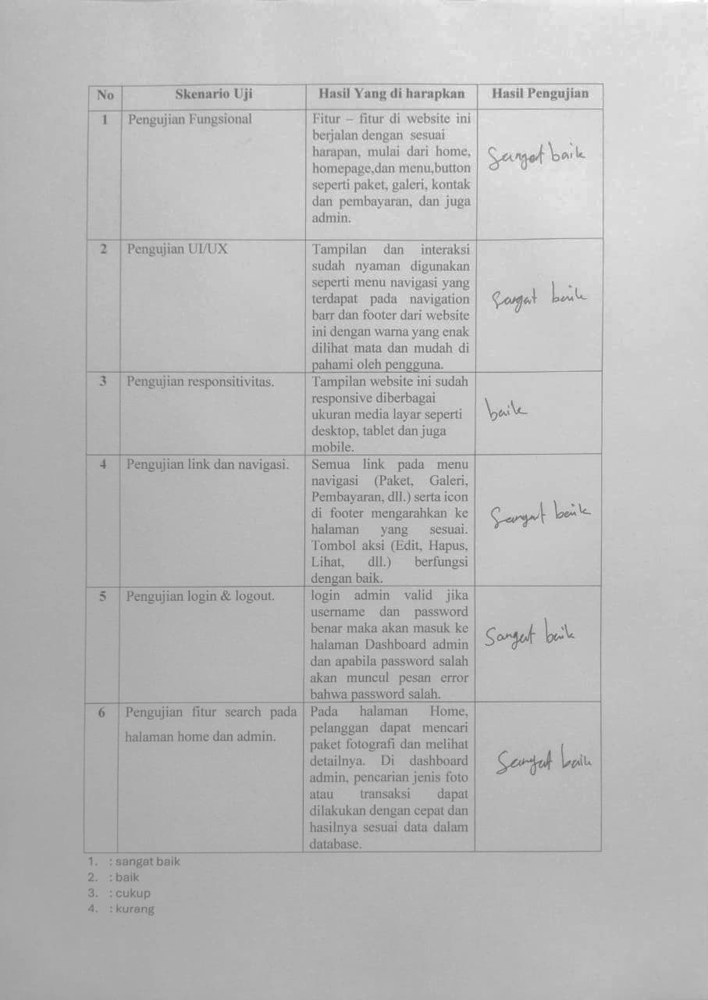 No Skenario Uji Hasil Yang di harapkan Hasil Pengujian
1 Pengujian Fungsional Fitur – fitur di website ini
berjalan dengan sesuai
harapan, mulai dari home,
homepage,dan menu,button
seperti paket, galeri, kontak
dan pembayaran, dan juga
admin.
Sangat baik
2 Pengujian UI/UX Tampilan dan interaksi
sudah nyaman digunakan
seperti menu navigasi yang
terdapat pada navigation
barr dan footer dari website
ini dengan warna yang enak
dilihat mata dan mudah di
pahami oleh pengguna.
Sangat baik
3 Pengujian responsitivitas. Tampilan website ini sudah
responsive diberbagai
ukuran media layar seperti
desktop, tablet dan juga
mobile.
baik
4 Pengujian link dan navigasi. Semua link pada menu
navigasi (Paket, Galeri,
Pembayaran, dll.) serta icon
di footer mengarahkan ke
halaman yang sesuai.
Tombol aksi (Edit, Hapus,
Lihat, dll.) berfungsi
dengan baik.
Sangat baik
5 Pengujian login & logout. login admin valid jika
username dan password
benar maka akan masuk ke
halaman Dashboard admin
dan apabila password salah
akan muncul pesan error
bahwa password salah.
Sangat baik
6 Pengujian fitur search pada
halaman home dan admin.
Pada halaman Home,
pelanggan dapat mencari
paket fotografi dan melihat
detailnya. Di dashboard
admin, pencarian jenis foto
atau transaksi dapat
dilakukan dengan cepat dan
hasilnya sesuai data dalam
database.
Sangat baik
1. : sangat baik
2. : baik
3. : cukup
4. : kurang